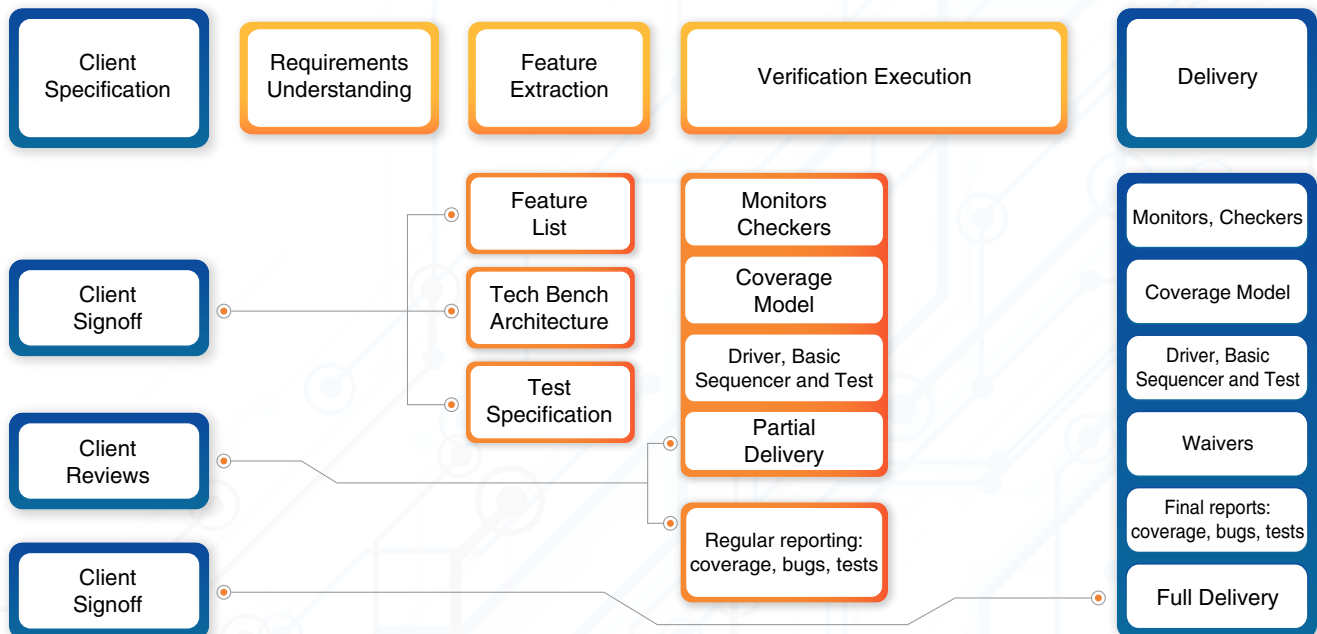 Client
Specification
Requirements
Understanding
Feature
Extraction
Verification Execution
Delivery
Client
Signoff
Client
Reviews
Client
Signoff
Feature
List
Tech Bench
Architecture
Test
Specification
Monitors
Checkers
Coverage
Model
Driver, Basic
Sequencer and Test
Partial
Delivery
Regular reporting:
coverage, bugs, tests
Monitors, Checkers
Coverage Model
Driver, Basic
Sequencer and Test
Waivers
Final reports:
coverage, bugs, tests
Full Delivery